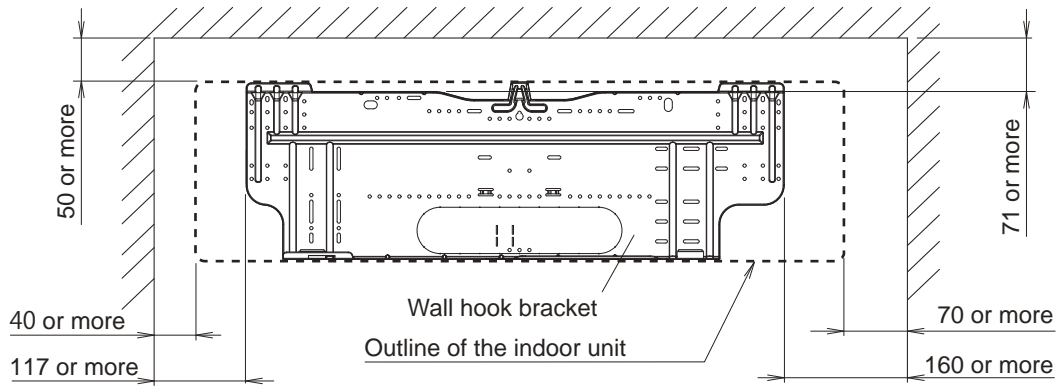 50 or more
71 or more
Wall hook bracket
40 or more
70 or more
Outline of the indoor unit
117 or more
160 or more